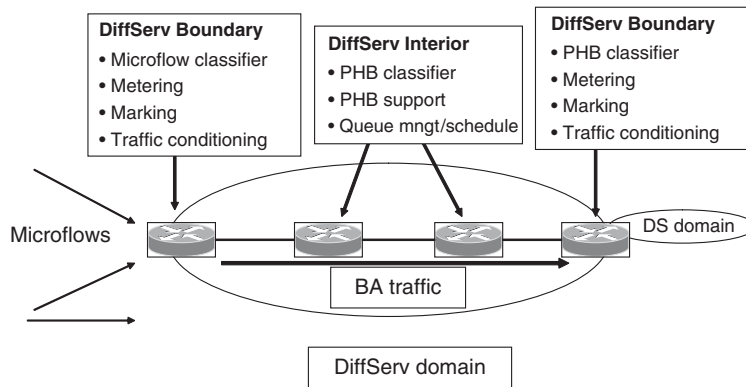 DiffServ Boundary
• Microflow classifier
• Metering
• Marking
• Traffic conditioning
DiffServ Interior
• PHB classifier
• PHB support
• Queue mngt/schedule
DiffServ Boundary
• PHB classifier
• Metering
• Marking
• Traffic conditioning
Microflows
DS domain
BA traffic
DiffServ domain